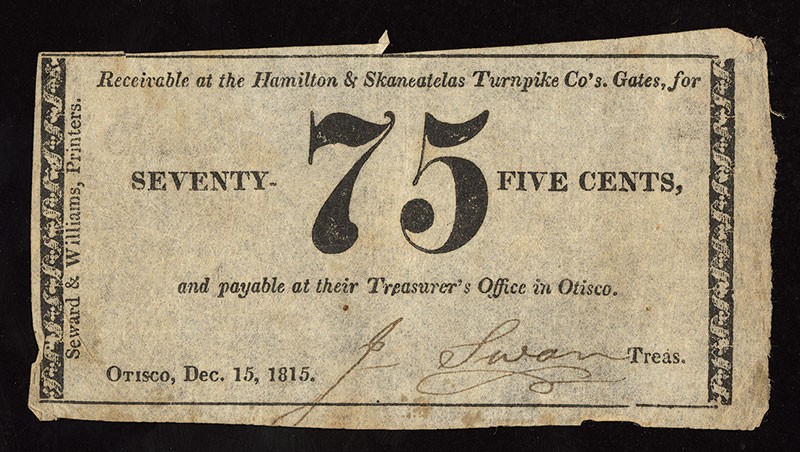 Receivable at the Hamilton & Skaneatelas Turnpike Co's. Gates, for
SEVENTY- 75 FIVE CENTS,
and payable at their Treasurer's Office in Otisco.
J Swan Treas.
Otisco, Dec. 15, 1815.
Seward & Williams, Printers.